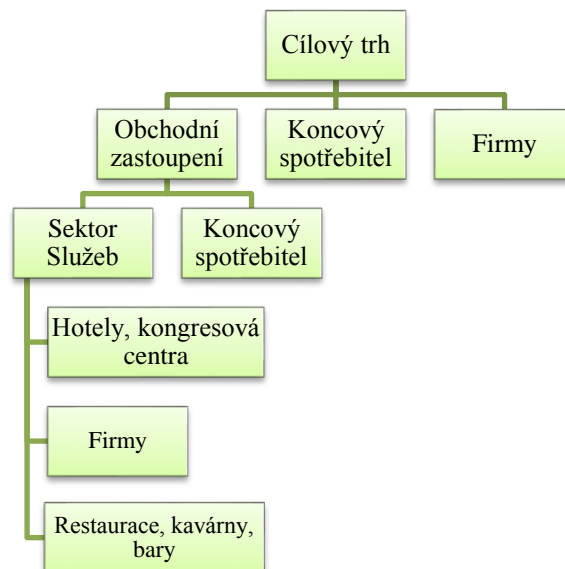 Cílový trh
Obchodní
zastoupení
Koncový
spotřebitel
Firmy
Sektor
Služeb
Koncový
spotřebitel
Hotely, kongresová
centra
Firmy
Restaurace, kavárny,
bary